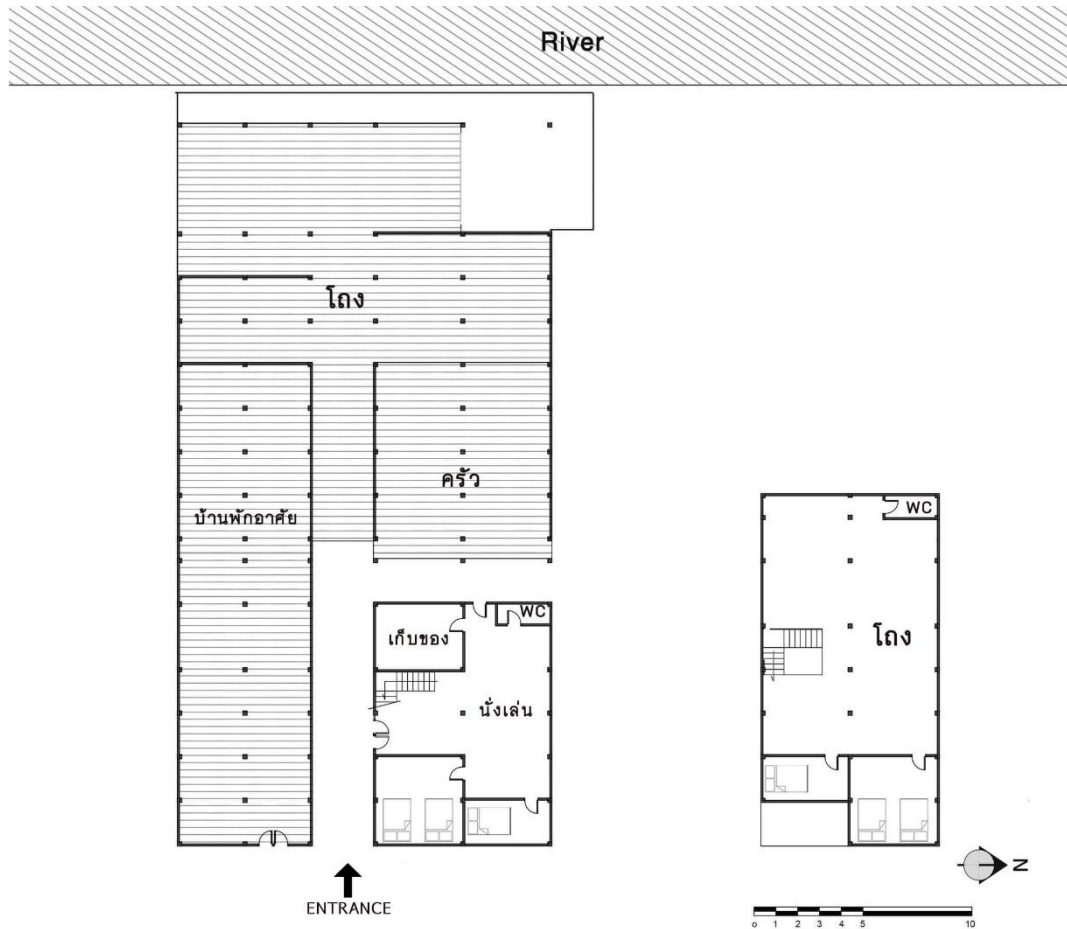 River
โถง
ครัว
บ้านพักอาศัย
WC
WC
เก็บของ
โถง
นั่งเล่น
N
ENTRANCE
0 1 2 3 4 5 10